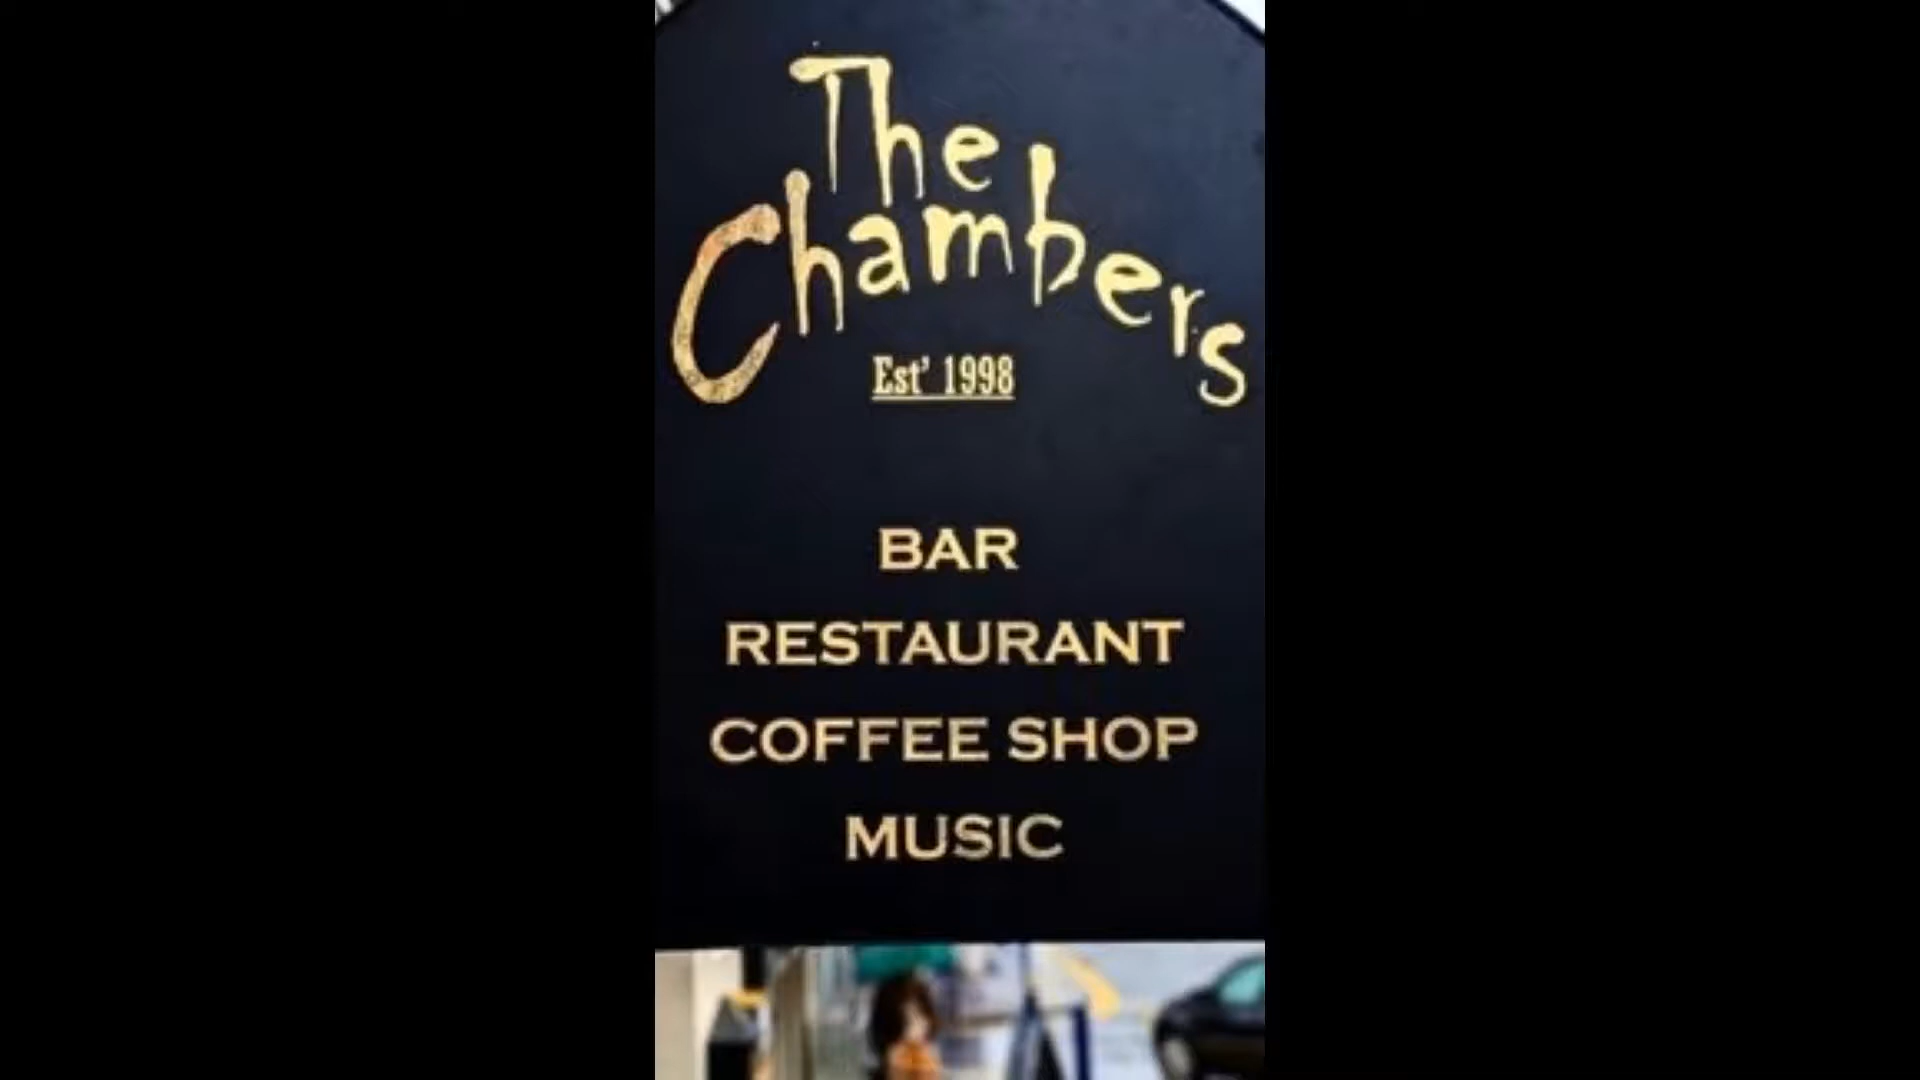 The
Chambers
Est' 1998
BAR
RESTAURANT
COFFEE SHOP
MUSIC